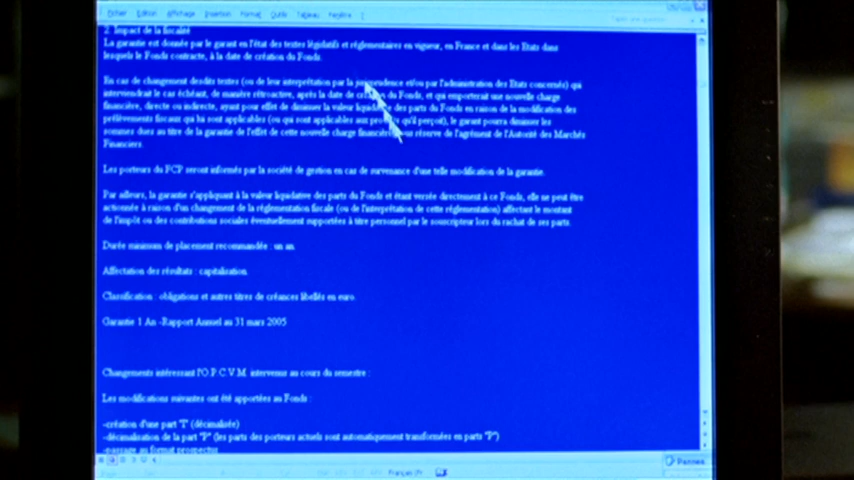 Fichier Edition Affichage Insertion Format Outils Tableau Fenêtre
2. Impact de la fiscalité
La garantie est donnée par le garant en l'état des textes législatifs et réglementaires en vigueur, en France et dans les Etats dans
lesquels le Fonds contracte, à la date de création du Fonds.
En cas de changement desdits textes (ou de leur interprétation par la jurisprudence et/ou par l'administration des Etats concernés) qui
interviendrait le cas échéant, de manière rétroactive, après la date de création du Fonds, et qui emporterait une nouvelle charge
financière, directe ou indirecte, ayant pour effet de diminuer la valeur liquidative des parts du Fonds en raison de la modification des
prélèvements fiscaux qui lui sont applicables (ou qui sont applicables aux produits qu'il perçoit), le garant pourra diminuer les
sommes dues au titre de la garantie de l'effet de cette nouvelle charge financière, sous réserve de l'agrément de l'Autorité des Marchés
Financiers.
Les porteurs du FCP seront informés par la société de gestion en cas de survenance d'une telle modification de la garantie.
Par ailleurs, la garantie s'appliquant à la valeur liquidative des parts du Fonds et étant versée directement à ce Fonds, elle ne peut être
actionnée à raison d'un changement de la réglementation fiscale (ou de l'interprétation de cette réglementation) affectant le montant
de l'impôt ou des contributions sociales éventuellement supportées à titre personnel par le souscripteur lors du rachat de ses parts.
Durée minimum de placement recommandée : un an.
Affectation des résultats : capitalisation.
Classification : obligations et autres titres de créances libellés en euro.
Garantie 1 An -Rapport Annuel au 31 mars 2005
Changements intéressant l'O.P.C.V.M. intervenus au cours du semestre :
Les modifications suivantes ont été apportées au Fonds :
-création d'une part "I" (décimalisée)
-décimalisation de la part "P" (les parts des porteurs actuels sont automatiquement transformées en parts "P")
-passage au format prospectus
Français (Fr